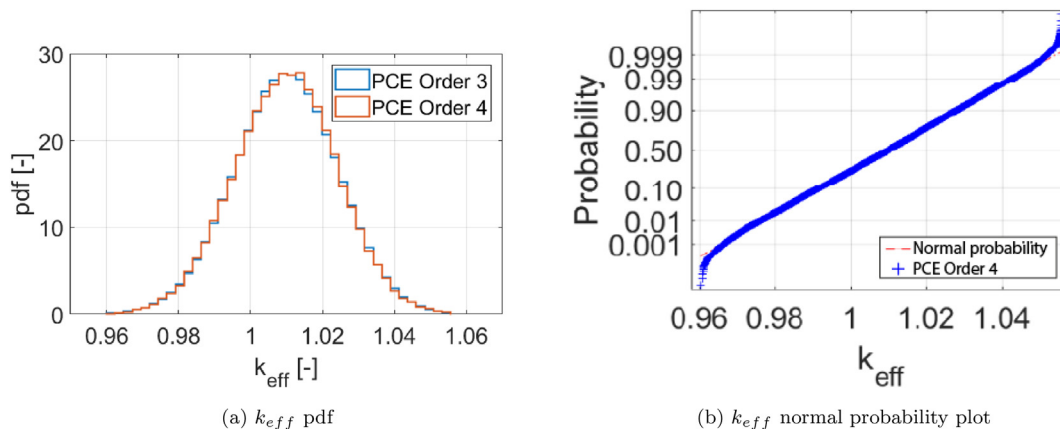 30
20
10
0
pdf [-]
PCE Order 3
PCE Order 4
0.96
0.98
1
1.02
1.04
1.06
k_eff [-]
(a) k_eff pdf
0.999
0.99
0.90
0.50
0.10
0.01
0.001
Probability
Normal probability
PCE Order 4
0.96
0.98
1
1.02
1.04
k_eff
(b) k_eff normal probability plot